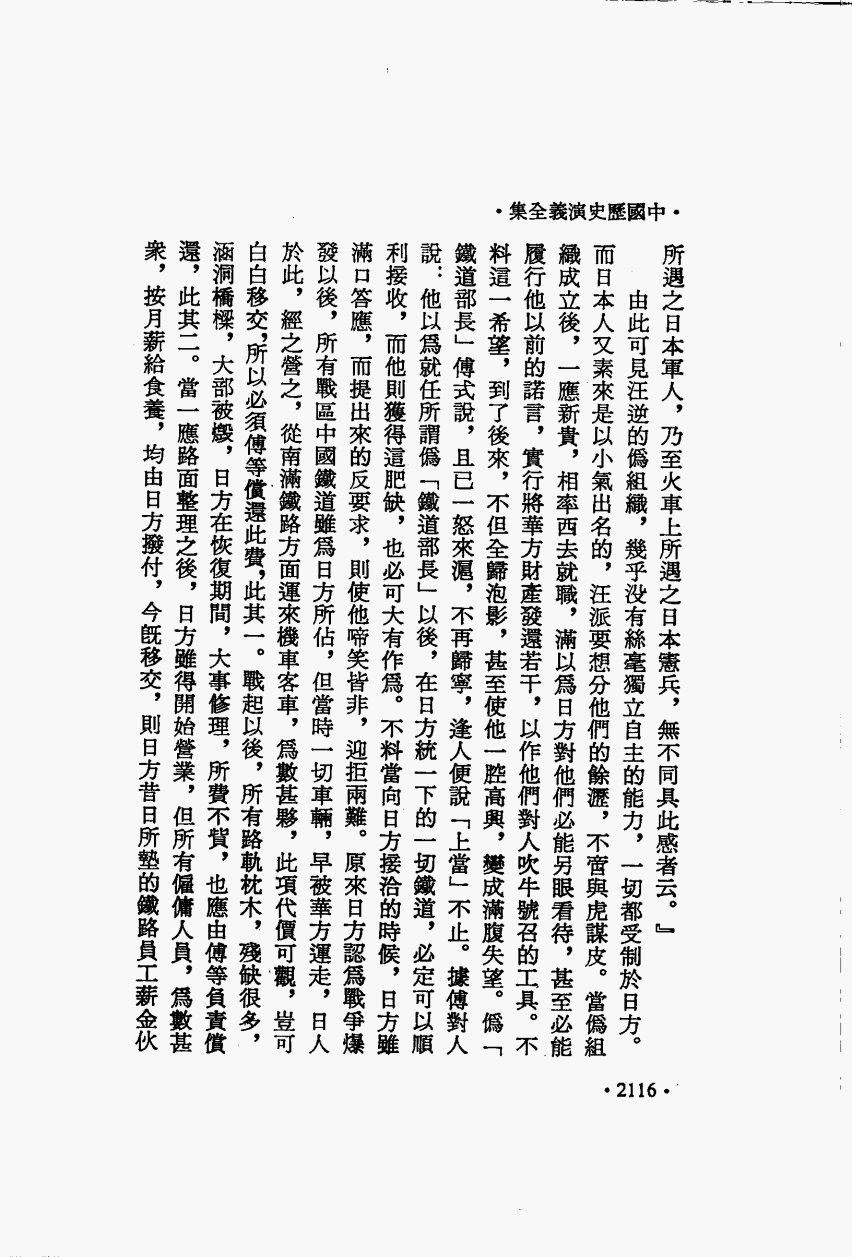 ·中國歷史演義全集·
所遇之日本軍人，乃至火車上所遇之日本憲兵，無不同具此感者云。』
由此可見汪逆的僞組織，幾乎没有絲毫獨立自主的能力，一切都受制於日方。
而日本人又素來是以小氣出名的，汪派要想分他們的餘瀝，不啻與虎謀皮。當僞組
織成立後，一應新貴，相率西去就職，滿以爲日方對他們必能另眼看待，甚至必能
履行他以前的諾言，實行將華方財產發還若干，以作他們對人吹牛號召的工具。不
料這一希望，到了後來，不但全歸泡影，甚至使他一腔高興，變成滿腹失望。僞「
鐵道部長」傅式說，且已一怒來滬，不再歸寧，逢人便說「上當」不止。據傅對人
說：他以爲就任所謂僞「鐵道部長」以後，在日方統一下的一切鐵道，必定可以順
利接收，而他則獲得這肥缺，也必可大有作爲。不料當向日方接洽的時候，日方雖
滿口答應，而提出來的反要求，則使他啼笑皆非，迎拒兩難。原來日方認爲戰爭爆
發以後，所有戰區中國鐵道雖爲日方所佔，但當時一切車輛，早被華方運走，日人
於此，經之營之，從南滿鐵路方面運來機車客車，爲數甚夥，此項代價可觀，豈可
白白移交，所以必須傅等償還此費，此其一。戰起以後，所有路軌枕木，殘缺很多，
涵洞橋樑，大部被燬，日方在恢復期間，大事修理，所費不貲，也應由傅等負責償
還，此其二。當一應路面整理之後，日方雖得開始營業，但所有僱傭人員，爲數甚
衆，按月薪給食養，均由日方撥付，今旣移交，則日方昔日所墊的鐵路員工薪金伙
·2116·